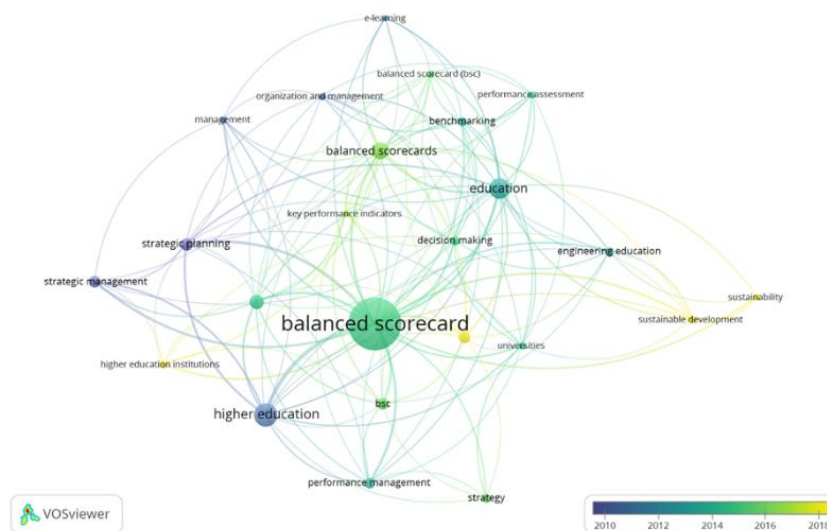 e-learning
balanced scorecard (bsc)
organization and management
performance assessment
management
benchmarking
balanced scorecards
education
key performance indicators
strategic planning
decision making
engineering education
strategic management
sustainability
balanced scorecard
sustainable development
universities
higher education institutions
bsc
higher education
performance management
strategy
VOSviewer
2010 2012 2014 2016 2018